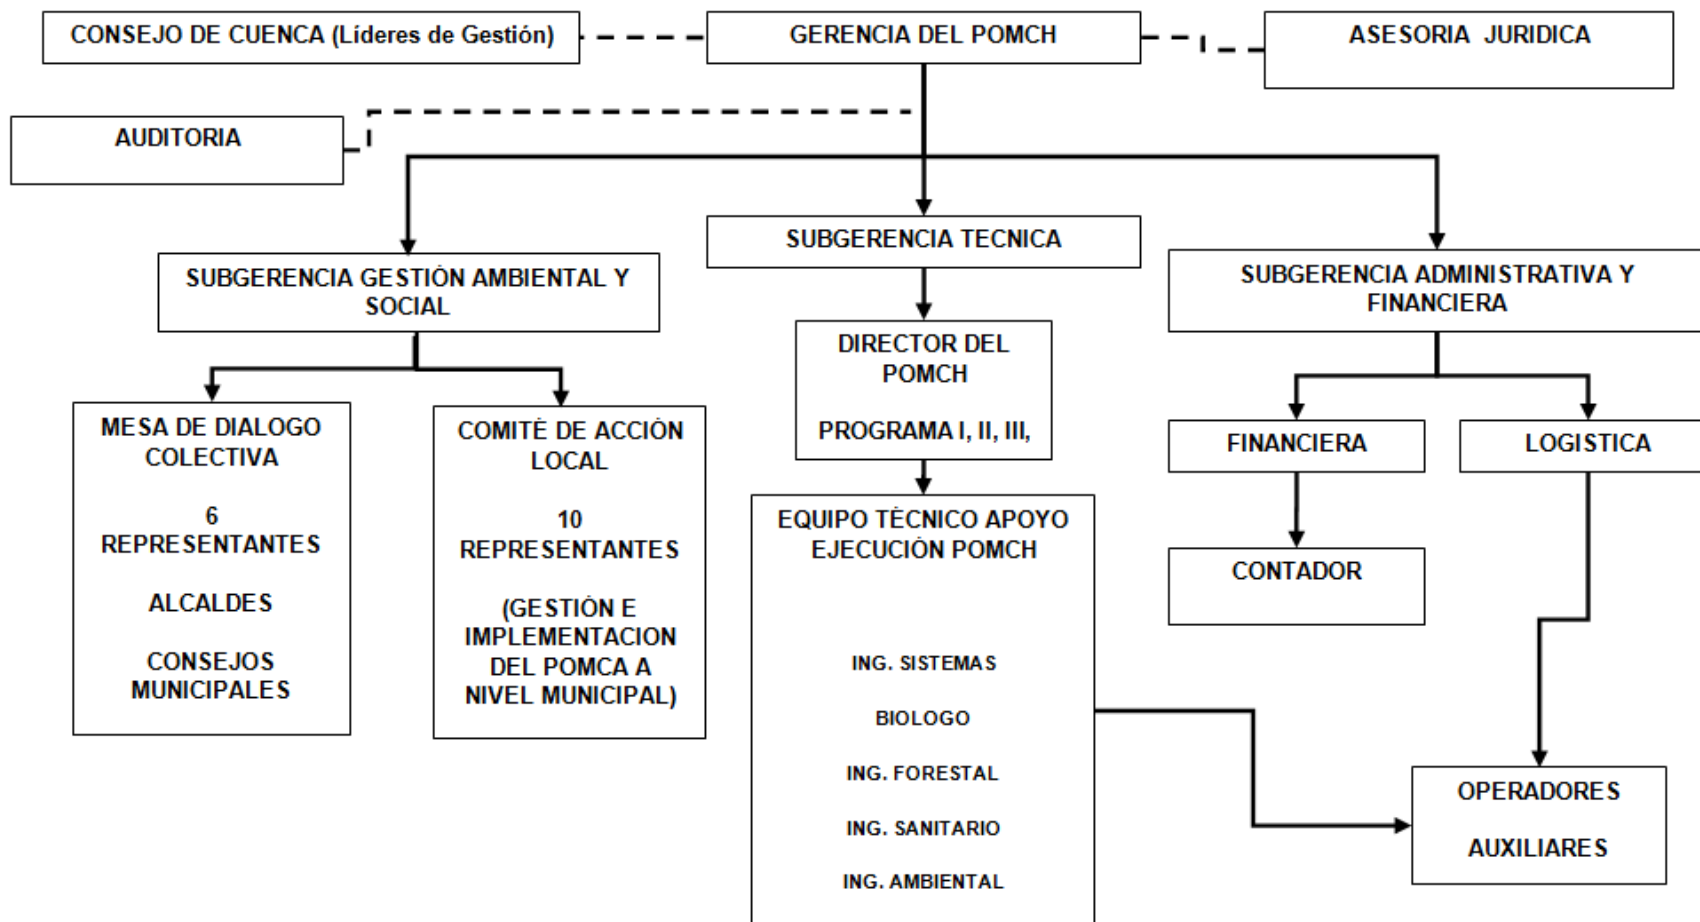 CONSEJO DE CUENCA (Líderes de Gestión)
GERENCIA DEL POMCH
ASESORIA JURIDICA
AUDITORIA
SUBGERENCIA TECNICA
SUBGERENCIA GESTIÓN AMBIENTAL Y
SOCIAL
SUBGERENCIA ADMINISTRATIVA Y
FINANCIERA
DIRECTOR DEL
POMCH
PROGRAMA I, II, III,
MESA DE DIALOGO
COLECTIVA
6
REPRESENTANTES
ALCALDES
CONSEJOS
MUNICIPALES
COMITÉ DE ACCIÓN
LOCAL
10
REPRESENTANTES
(GESTIÓN E
IMPLEMENTACION
DEL POMCA A
NIVEL MUNICIPAL)
EQUIPO TÉCNICO APOYO
EJECUCIÓN POMCH
ING. SISTEMAS
BIOLOGO
ING. FORESTAL
ING. SANITARIO
ING. AMBIENTAL
FINANCIERA
LOGISTICA
CONTADOR
OPERADORES
AUXILIARES